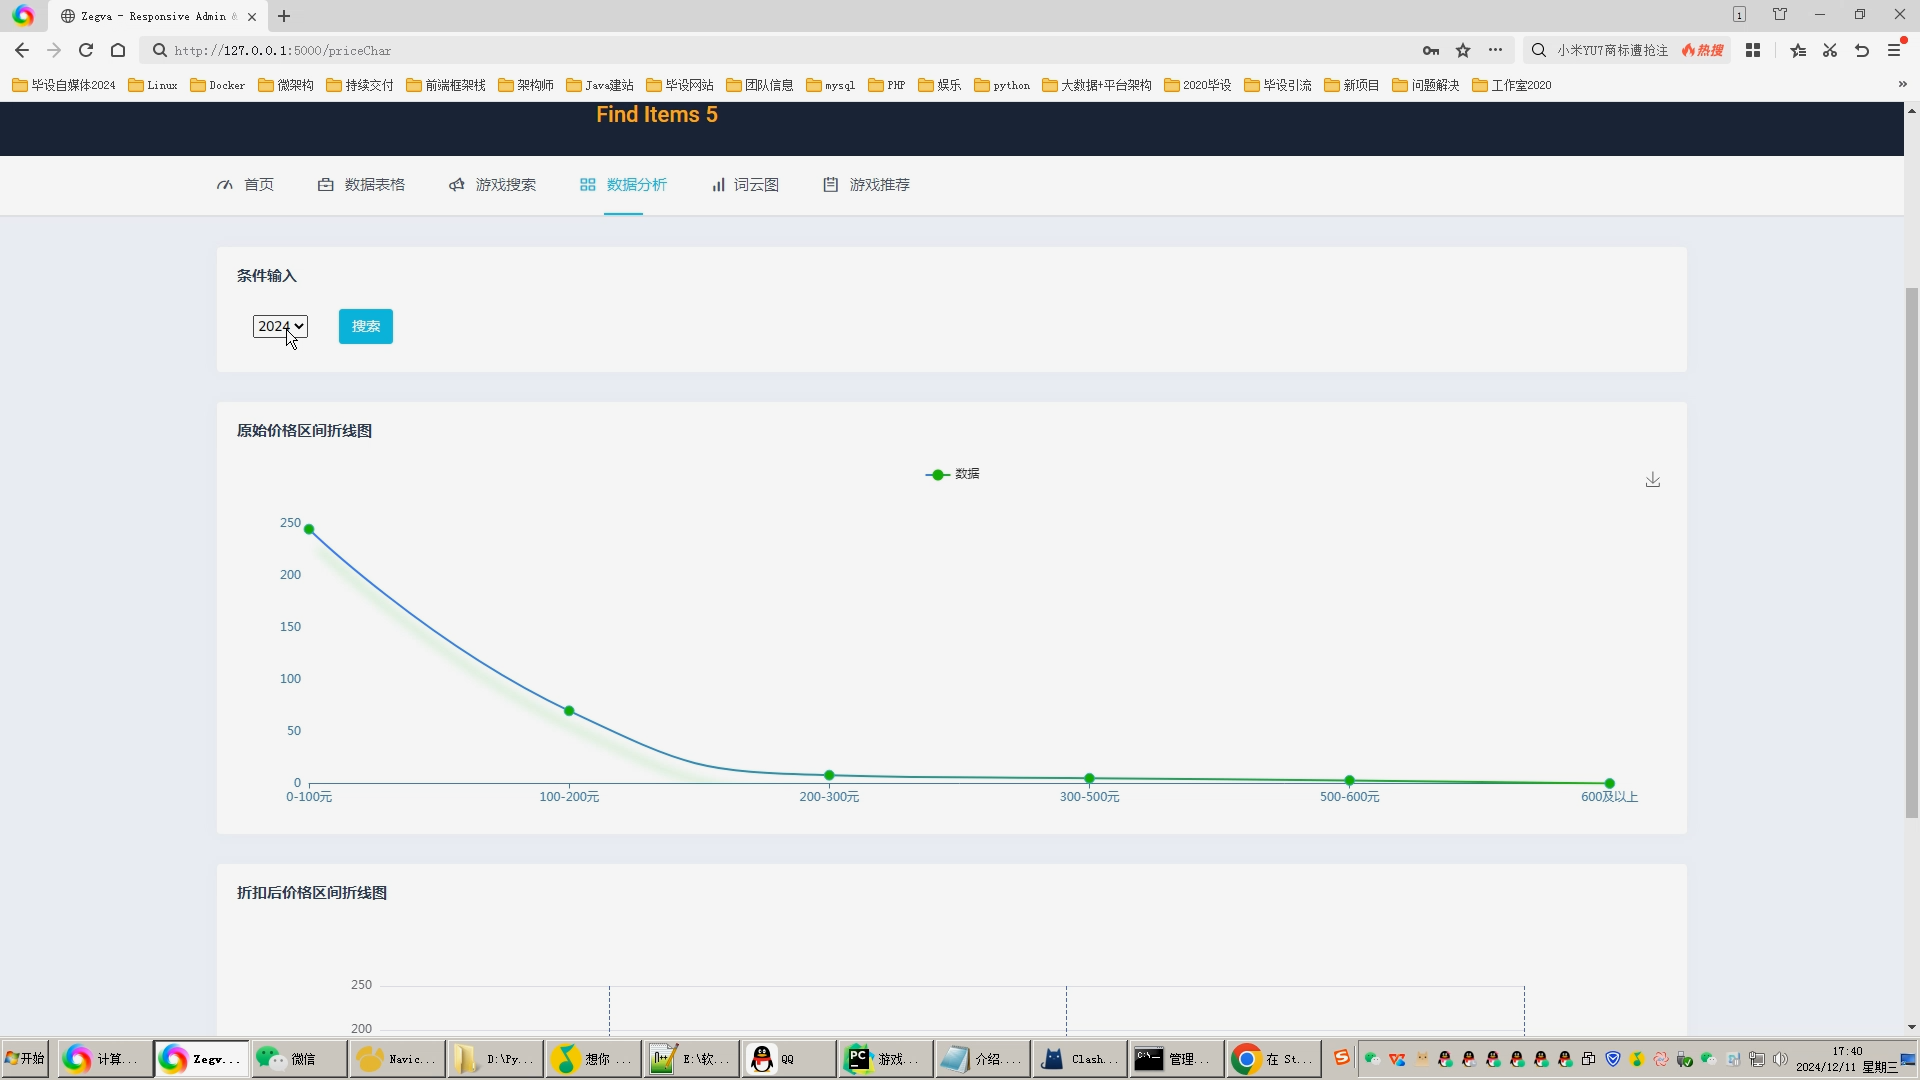 Zegva - Responsive Admin &
1
http://127.0.0.1:5000/priceChar
小米YU7商标遭抢注
热搜
毕设自媒体2024
Linux
Docker
微架构
持续交付
前端框架栈
架构师
Java建站
毕设网站
团队信息
mysql
PHP
娱乐
python
大数据+平台架构
2020毕设
毕设引流
新项目
问题解决
工作室2020
»
Find Items 5
首页
数据表格
游戏搜索
数据分析
词云图
游戏推荐
条件输入
2024
搜索
原始价格区间折线图
数据
250
200
150
100
50
0
0-100元
100-200元
200-300元
300-500元
500-600元
600及以上
折扣后价格区间折线图
250
200
开始
计算...
Zegv...
微信
Navic...
D:\Py...
想你 ...
E:\软...
QQ
游戏...
介绍....
Clash...
管理...
在 St...
17:40
2024/12/11 星期三